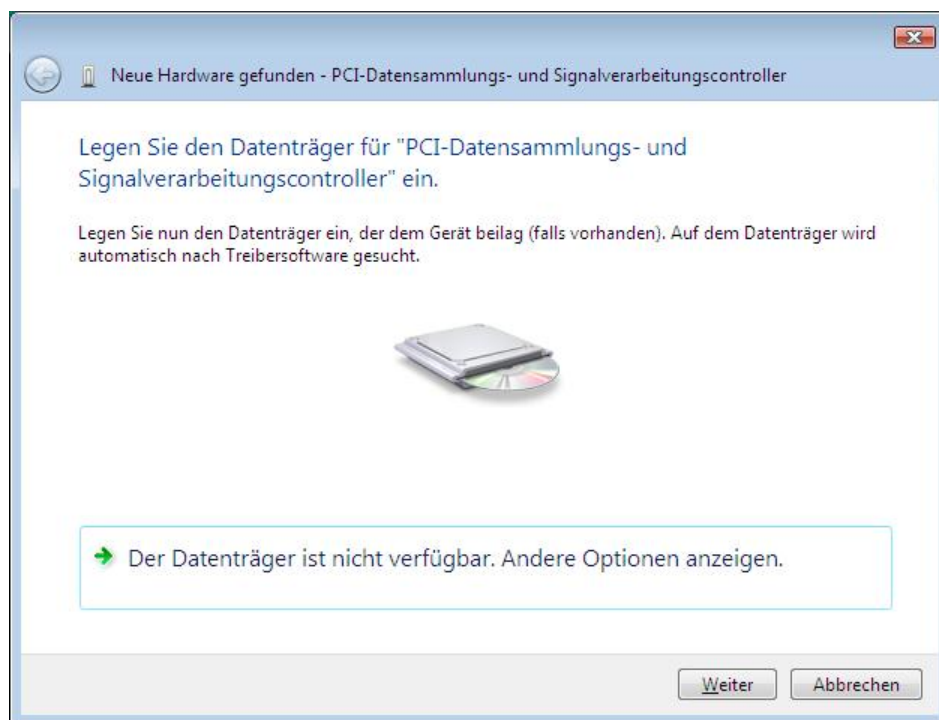 Neue Hardware gefunden - PCI-Datensammlungs- und Signalverarbeitungscontroller
Legen Sie den Datenträger für "PCI-Datensammlungs- und
Signalverarbeitungscontroller" ein.
Legen Sie nun den Datenträger ein, der dem Gerät beilag (falls vorhanden). Auf dem Datenträger wird
automatisch nach Treibersoftware gesucht.
Der Datenträger ist nicht verfügbar. Andere Optionen anzeigen.
Weiter
Abbrechen